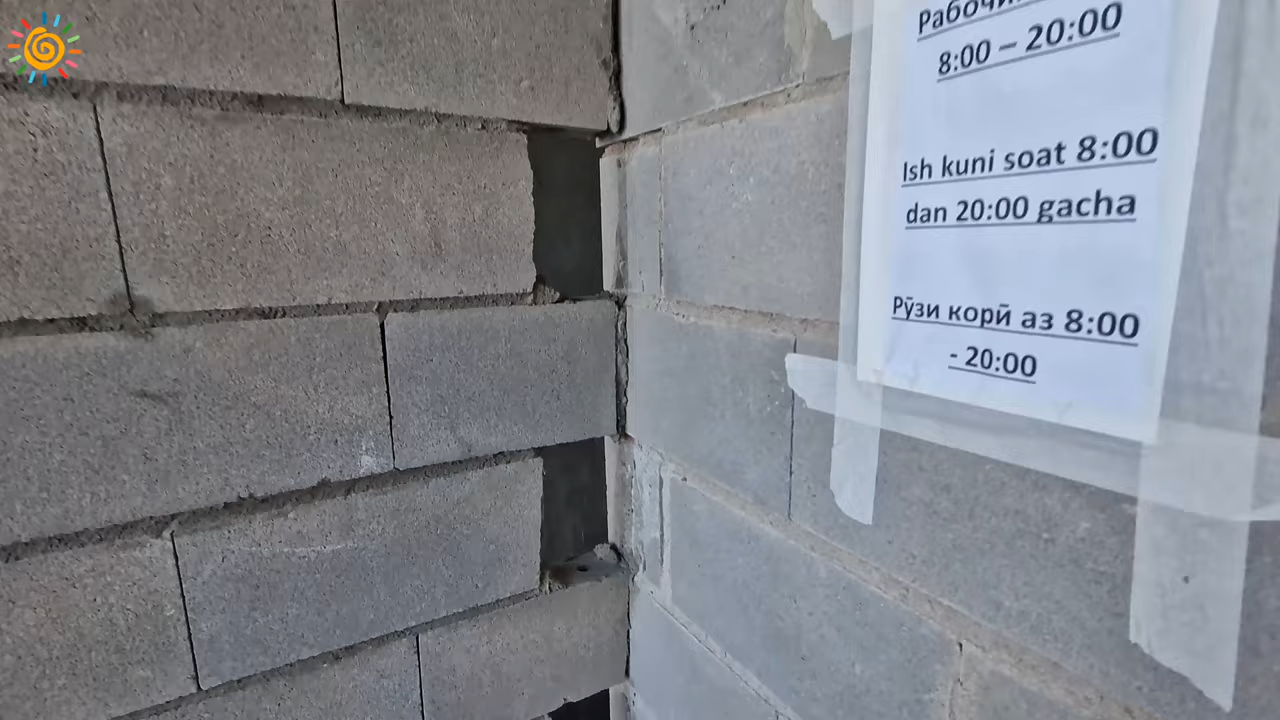 8:00 – 20:00
Ish kuni soat 8:00
dan 20:00 gacha
Рӯзи корӣ аз 8:00
- 20:00